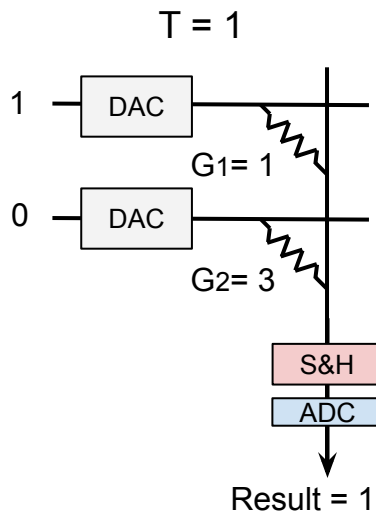 T = 1
1
DAC
G1= 1
0
DAC
G2= 3
S&H
ADC
Result = 1